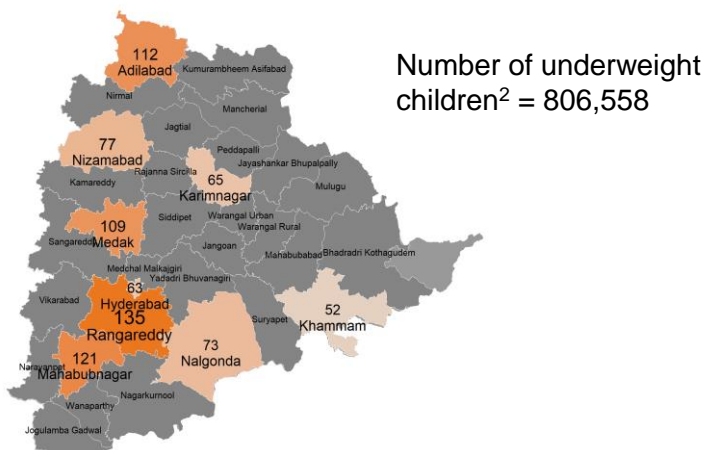 112
Adilabad
Kumurambheem Asifabad
Nirmal
Mancherial
Jagtial
77
Nizamabad
Peddapalli
Jayashankar Bhupalpally
Rajanna Sircilla
65
Karimnagar
Kamareddy
Mulugu
109
Medak
Siddipet
Warangal Urban
Warangal Rural
Sangareddy
Jangoan
Mahabubabad
Bhadradri Kothagudem
Medchal Malkajgiri
Yadadri Bhuvanagiri
63
Hyderabad
Vikarabad
135
Rangareddy
Suryapet
52
Khammam
73
Nalgonda
Narayanpet
121
Mahabubnagar
Nagarkurnool
Wanaparthy
Jogulamba Gadwal
Number of underweight
children² = 806,558